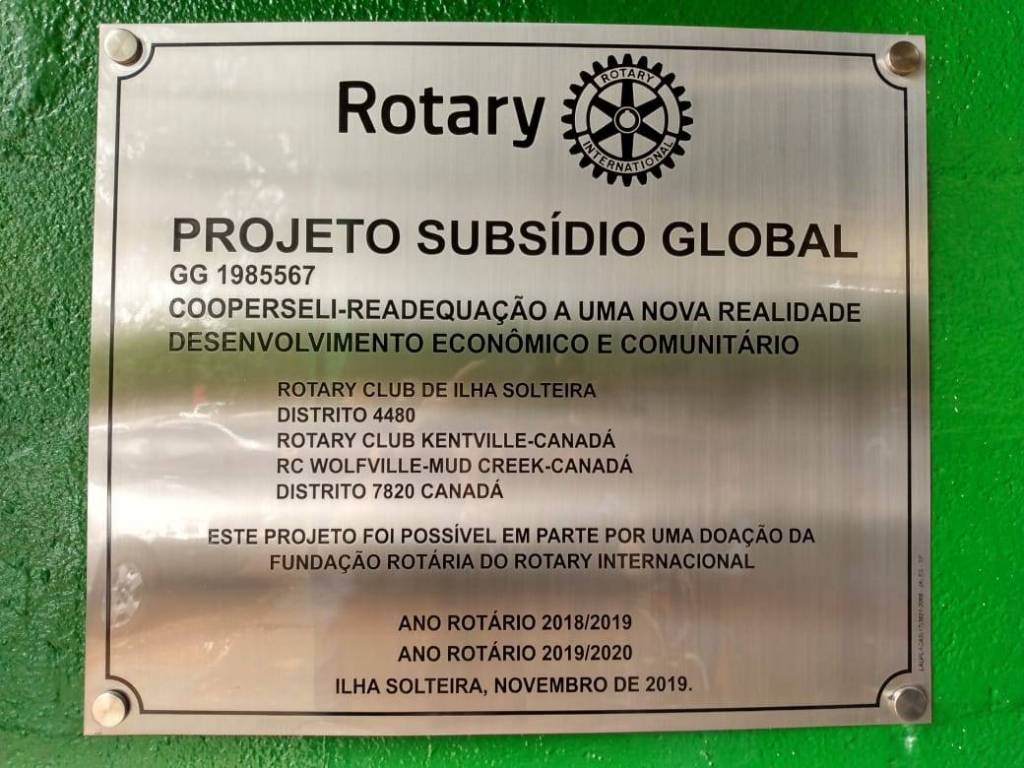 Rotary
ROTARY
INTERNATIONAL
PROJETO SUBSÍDIO GLOBAL
GG 1985567
COOPERSELI-READEQUAÇÃO A UMA NOVA REALIDADE
DESENVOLVIMENTO ECONÔMICO E COMUNITÁRIO
ROTARY CLUB DE ILHA SOLTEIRA
DISTRITO 4480
ROTARY CLUB KENTVILLE-CANADÁ
RC WOLFVILLE-MUD CREEK-CANADÁ
DISTRITO 7820 CANADÁ
ESTE PROJETO FOI POSSÍVEL EM PARTE POR UMA DOAÇÃO DA
FUNDAÇÃO ROTÁRIA DO ROTARY INTERNACIONAL
ANO ROTÁRIO 2018/2019
ANO ROTÁRIO 2019/2020
ILHA SOLTEIRA, NOVEMBRO DE 2019.